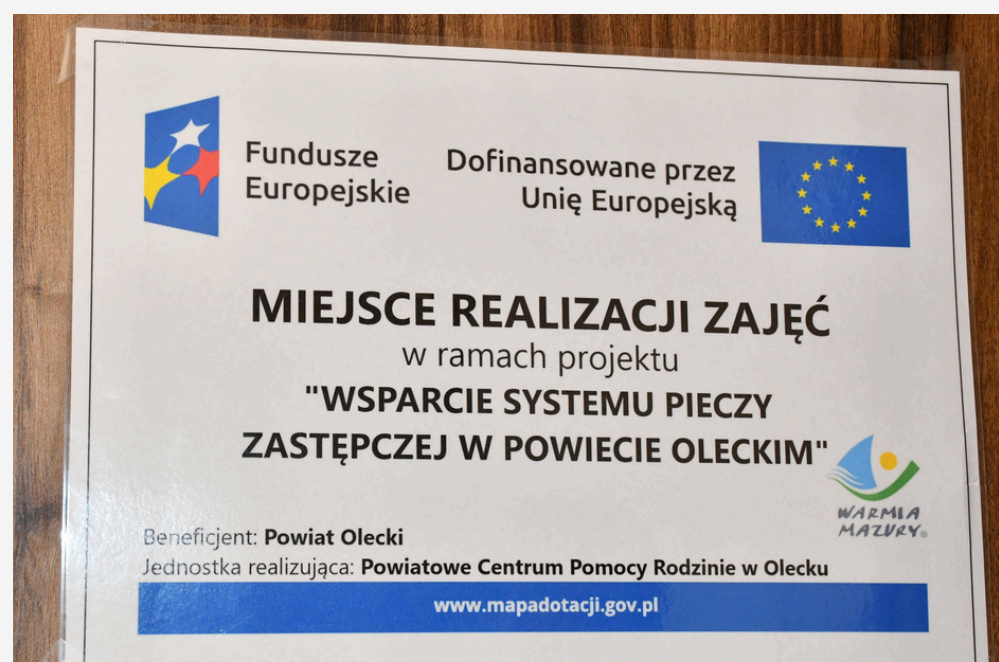 Fundusze
Europejskie
Dofinansowane przez
Unię Europejską
MIEJSCE REALIZACJI ZAJĘĆ
w ramach projektu
"WSPARCIE SYSTEMU PIECZY
ZASTĘPCZEJ W POWIECIE OLECKIM"
WARMIA
MAZURY®
Beneficjent: Powiat Olecki
Jednostka realizująca: Powiatowe Centrum Pomocy Rodzinie w Olecku
www.mapadotacji.gov.pl